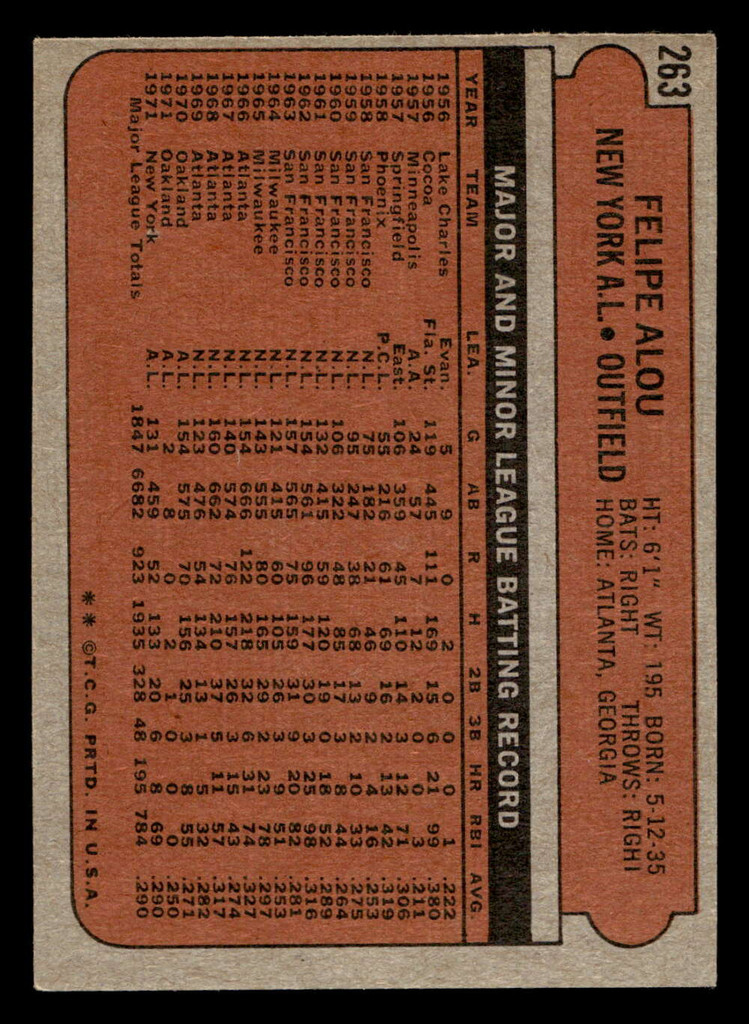 263
FELIPE ALOU
NEW YORK A.L. • OUTFIELD
HT: 6'1" WT: 195 BORN: 5-12-35
BATS: RIGHT THROWS: RIGHT
HOME: ATLANTA, GEORGIA
MAJOR AND MINOR LEAGUE BATTING RECORD
YEAR TEAM LEA. G AB R H 2B 3B HR RBI AVG.
1956 Lake Charles Evan. 5 9 0 2 0 0 0 1 .222
1956 Cocoa Fla. St. 119 445 111 169 15 6 21 99 .380
1957 Minneapolis A.A. 24 57 7 12 2 0 0 3 .211
1957 Springfield East. 106 359 45 110 14 3 12 71 .306
1958 Phoenix P.C.L. 55 216 61 69 16 2 13 42 .319
1958 San Francisco N.L. 75 182 21 46 9 2 4 16 .253
1959 San Francisco N.L. 95 247 38 68 13 2 10 33 .275
1960 San Francisco N.L. 106 322 48 85 17 3 8 44 .264
1961 San Francisco N.L. 132 415 59 120 19 0 18 52 .289
1962 San Francisco N.L. 154 561 96 177 30 3 25 98 .316
1963 San Francisco N.L. 157 565 75 159 31 9 20 82 .281
1964 Milwaukee N.L. 121 415 60 105 26 3 9 51 .253
1965 Milwaukee N.L. 143 555 80 165 29 2 23 78 .297
1966 Atlanta N.L. 154 666 122 218 32 6 31 74 .327
1967 Atlanta N.L. 140 574 76 157 26 3 15 43 .274
1968 Atlanta N.L. 160 662 72 210 37 5 11 57 .317
1969 Atlanta N.L. 123 476 54 134 13 1 5 32 .282
1970 Oakland A.L. 154 575 70 156 25 3 8 55 .271
1971 Oakland A.L. 2 8 0 2 1 0 0 0 .250
1971 New York A.L. 131 459 52 133 20 6 8 69 .290
Major League Totals 1847 6682 923 1935 328 48 195 784 .290
* * ©T.C.G. PRTD. IN U.S.A.